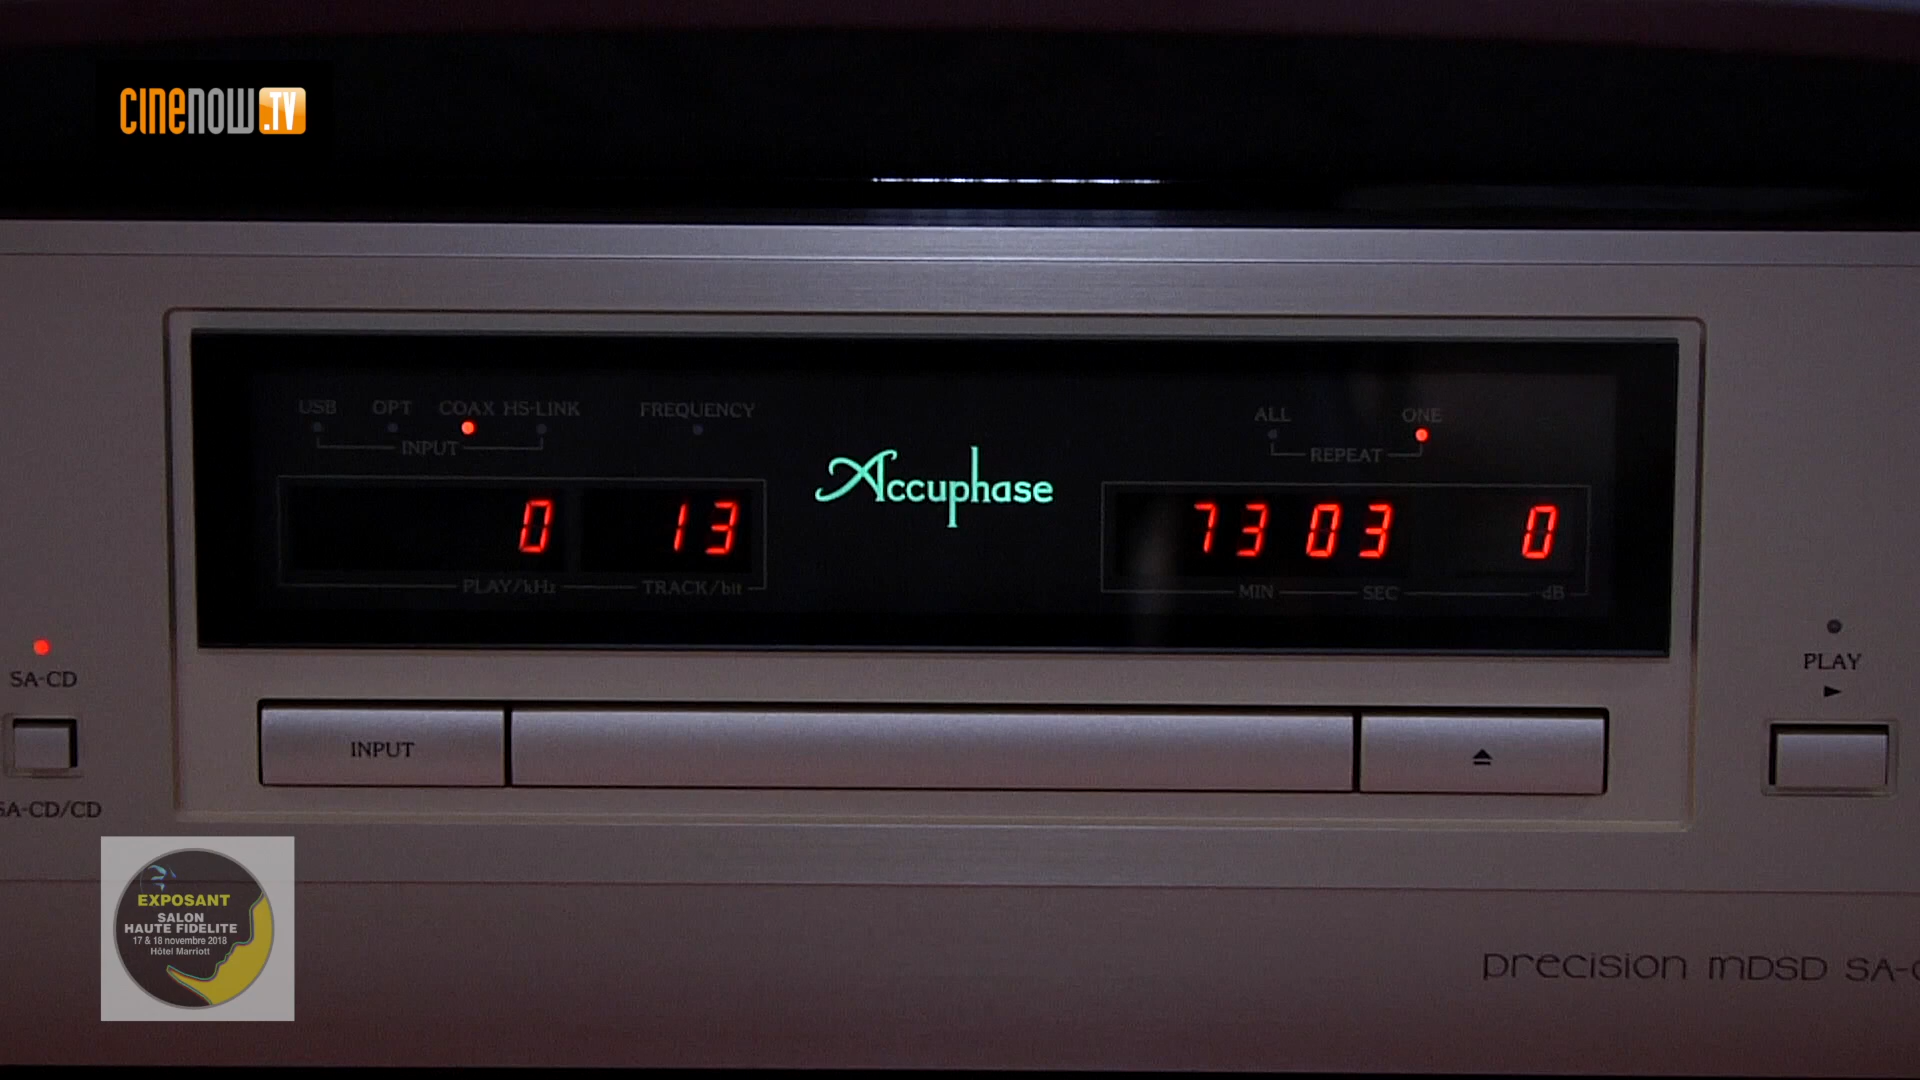 CINENOW.TV
USB OPT COAX HS-LINK FREQUENCY
INPUT
ALL ONE
REPEAT
Accuphase
0 13
73 03 0
PLAY/kHz TRACK/bit
MIN SEC dB
SA-CD
PLAY
INPUT
SA-CD/CD
EXPOSANT
SALON
HAUTE FIDELITE
17 & 18 novembre 2018
Hôtel Marriott
precision MDSD SA-